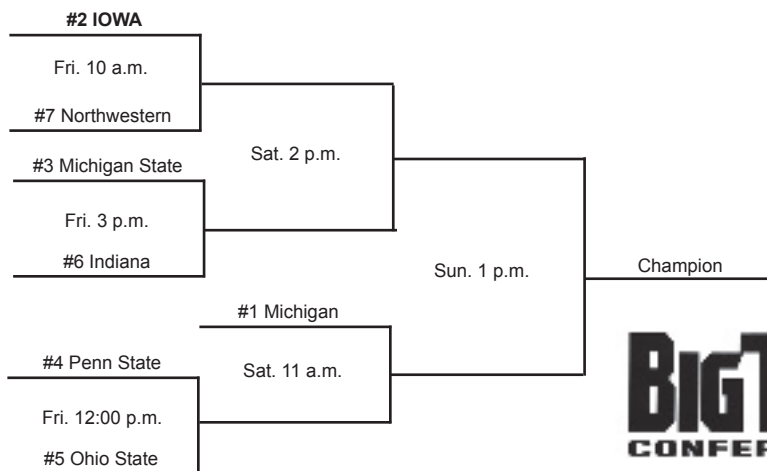 #2 IOWA
Fri. 10 a.m.
#7 Northwestern
Sat. 2 p.m.
#3 Michigan State
Fri. 3 p.m.
#6 Indiana
Sun. 1 p.m.
Champion
#1 Michigan
Sat. 11 a.m.
#4 Penn State
Fri. 12:00 p.m.
#5 Ohio State
BIG